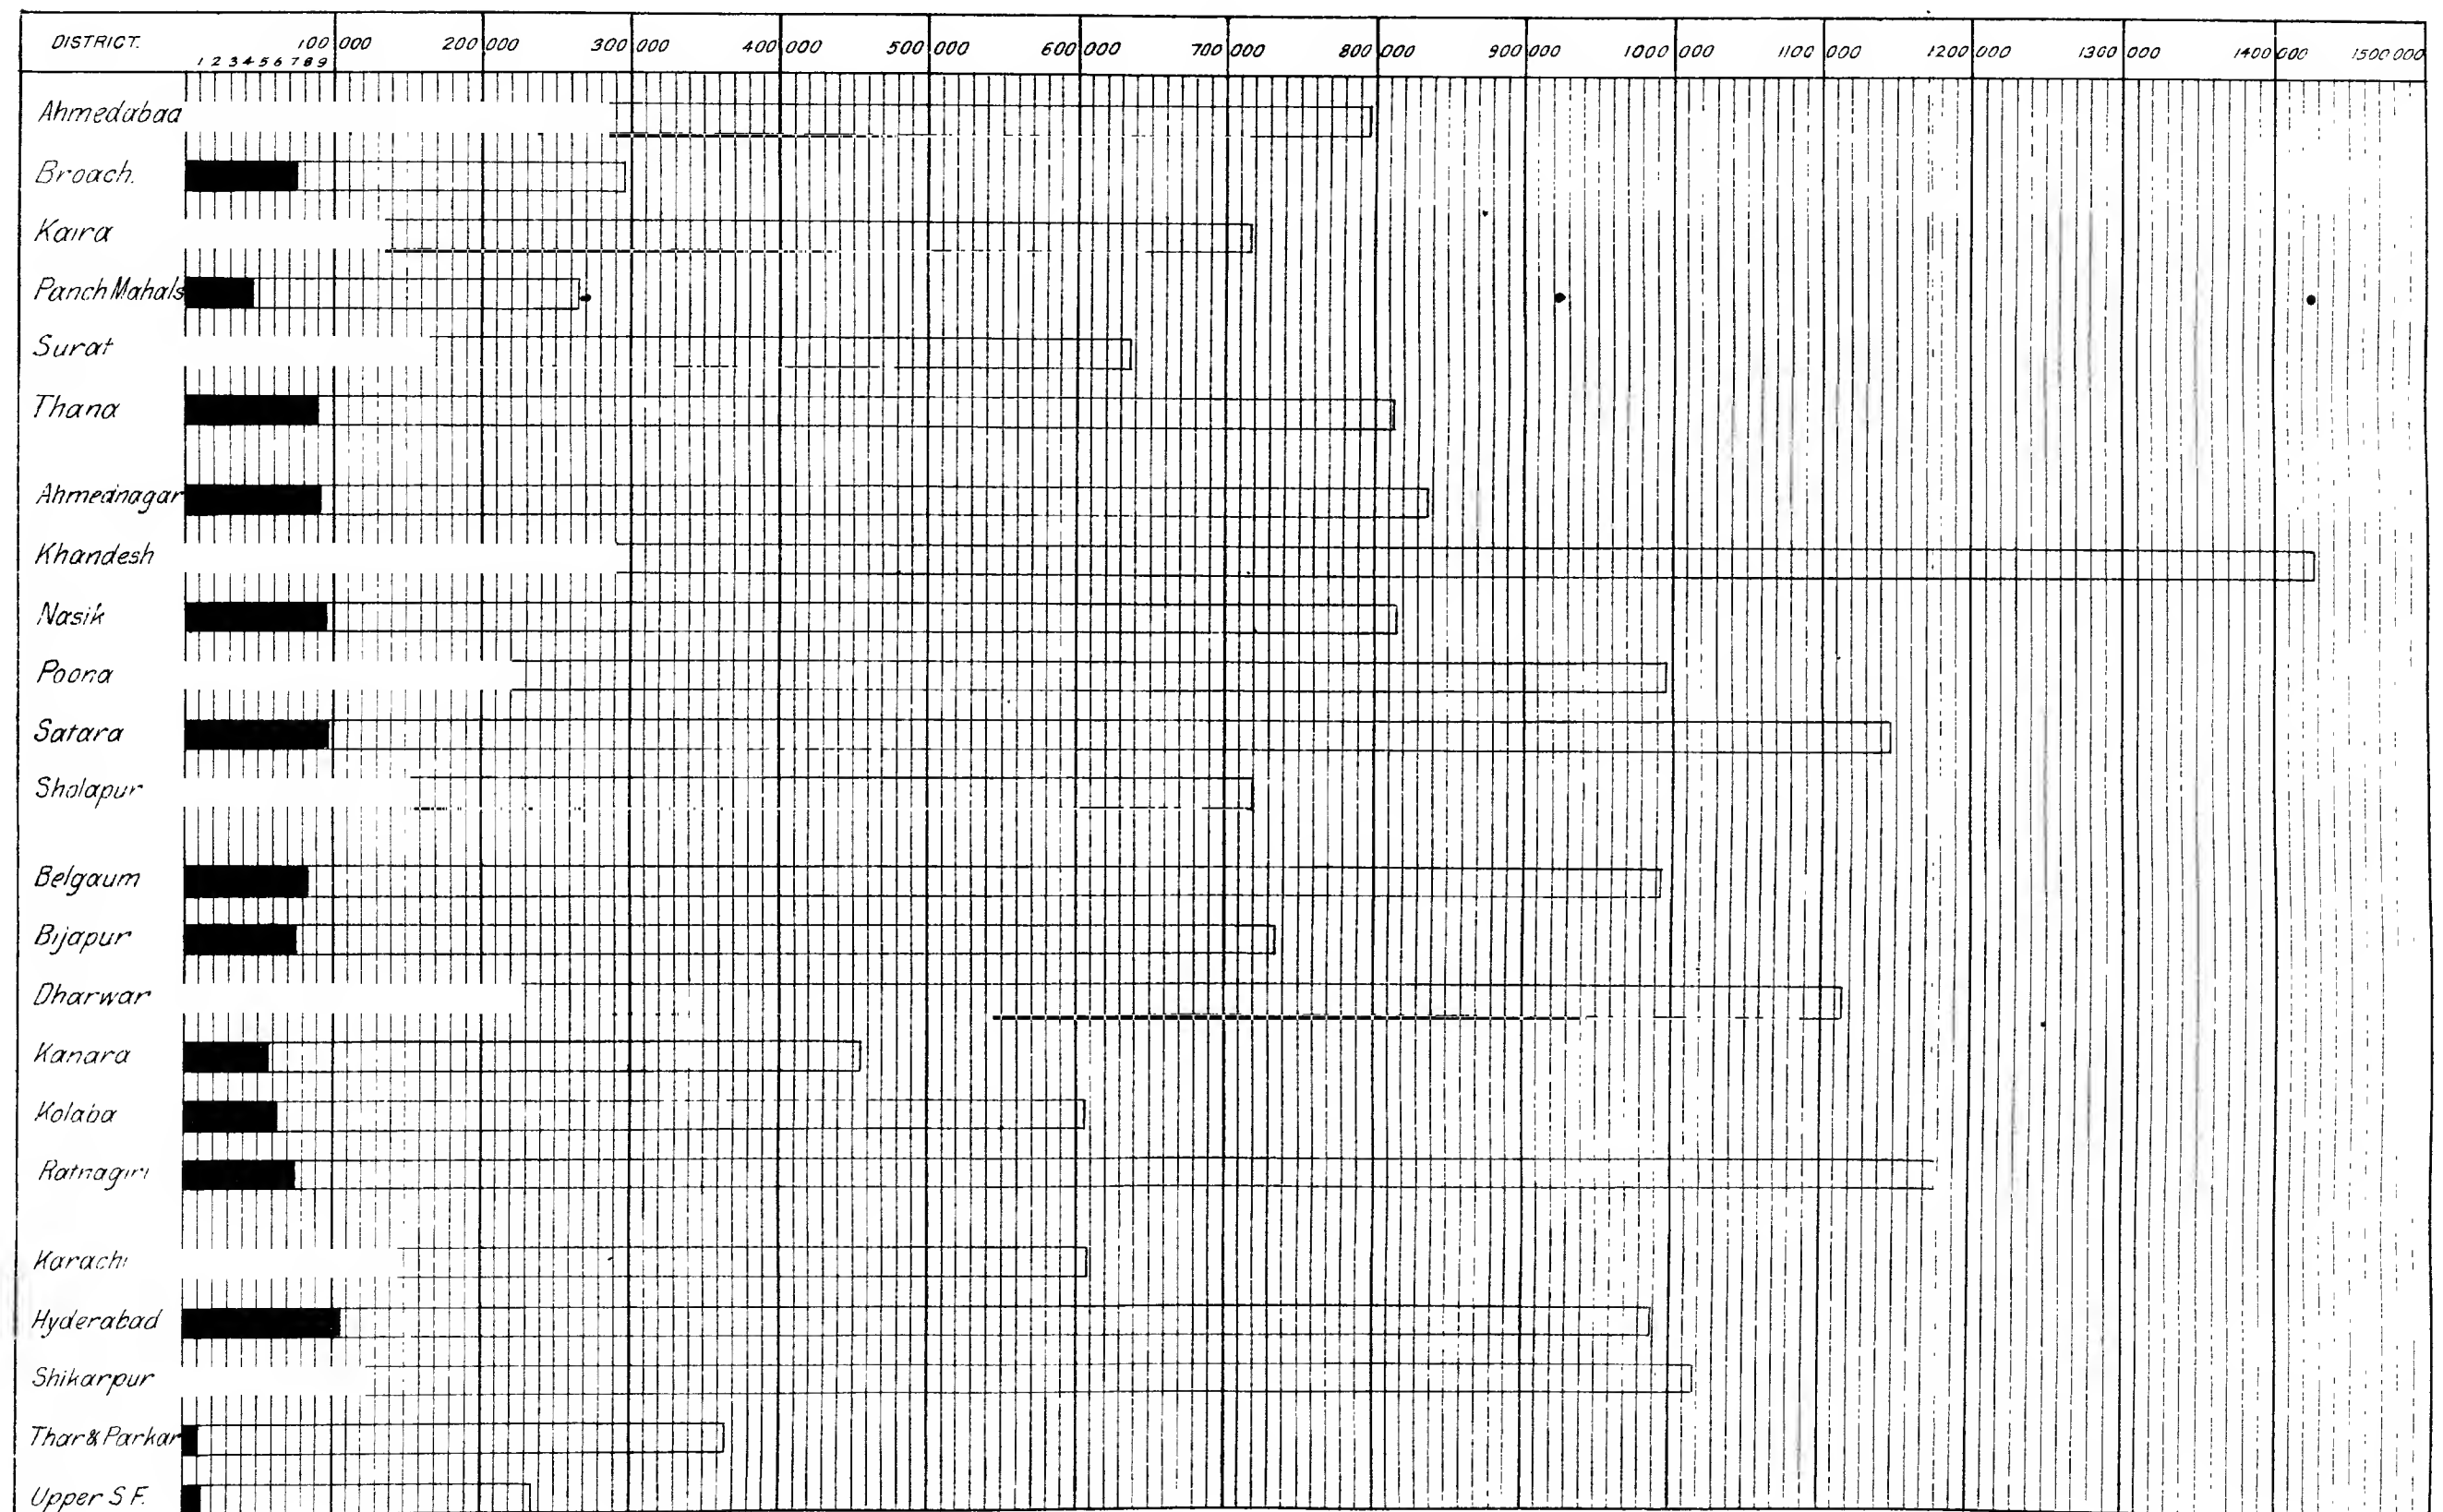 DISTRICT. 100,000 200,000 300,000 400,000 500,000 600,000 700,000 800,000 900,000 1000,000 1100,000 1200,000 1300,000 1400,000 1500,000
1 2 3 4 5 6 7 8 9
Ahmedabad
Broach.
Kaira
Panch Mahals
Surat
Thana
Ahmednagar
Khandesh
Nasik
Poona
Satara
Sholapur
Belgaum
Bijapur
Dharwar
Kanara
Kolaba
Ratnagiri
Karachi
Hyderabad
Shikarpur
Thar & Parkar
Upper S F.